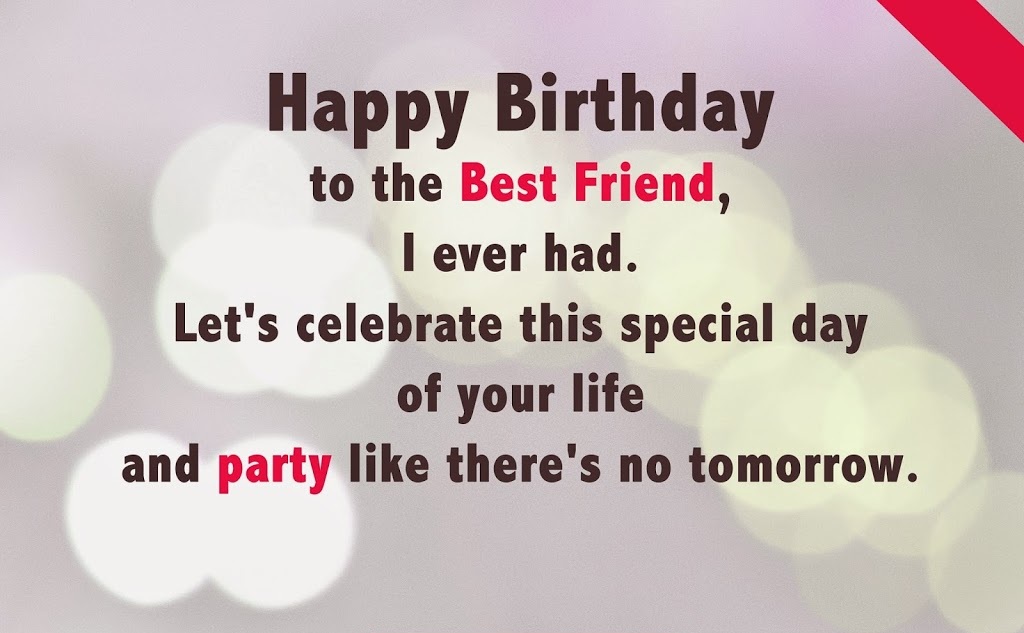 Happy Birthday
to the Best Friend,
I ever had.
Let's celebrate this special day
of your life
and party like there's no tomorrow.